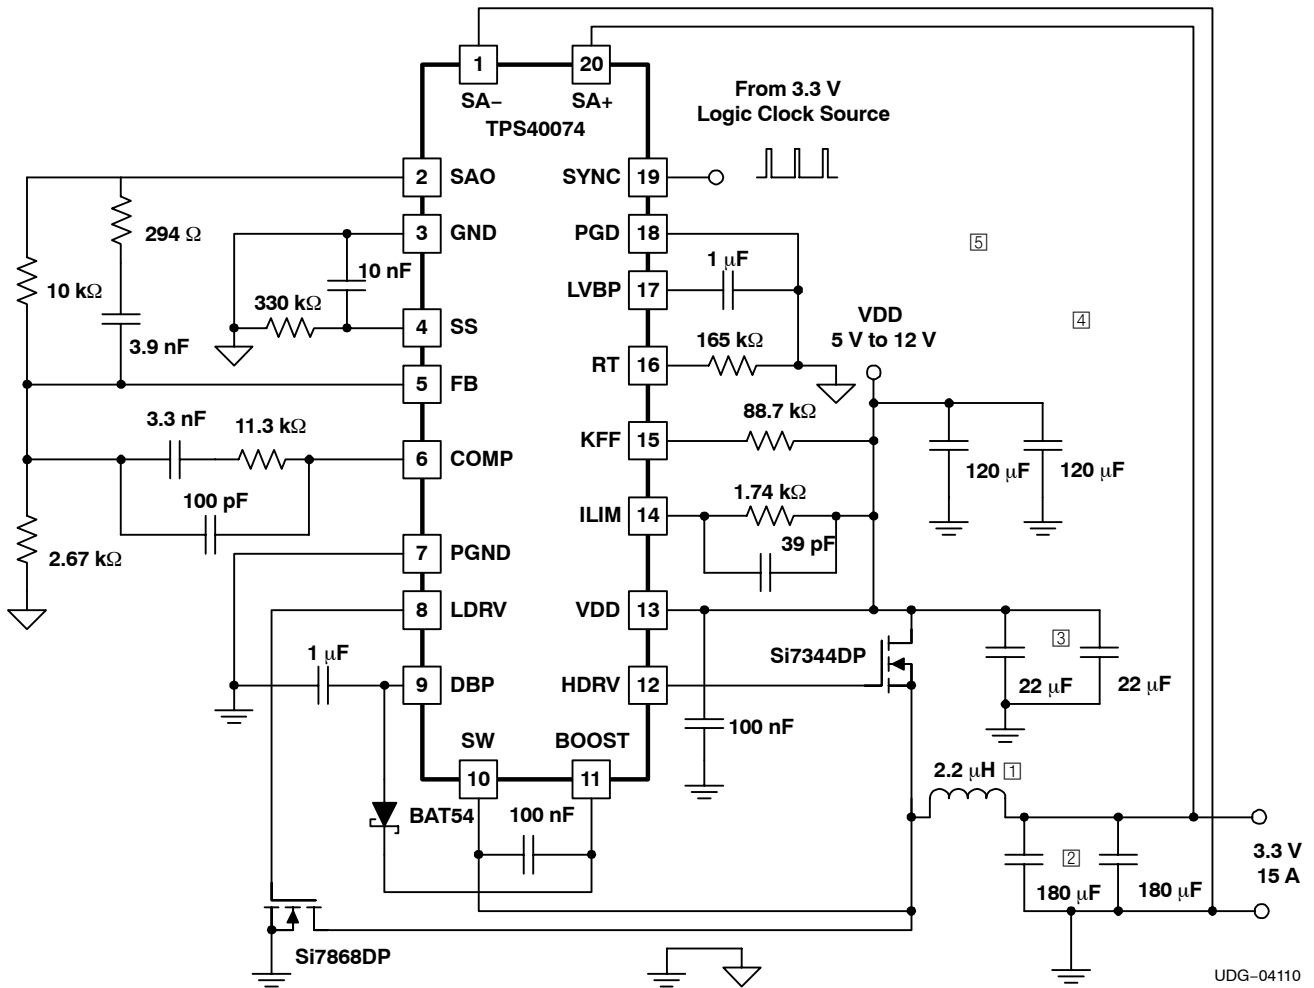 1
20
SA−
SA+
TPS40074
From 3.3 V
Logic Clock Source
2
SAO
SYNC
19
294 Ω
3
GND
PGD
18
5
10 kΩ
10 nF
1 µF
LVBP
17
330 kΩ
4
SS
3.9 nF
VDD
5 V to 12 V
4
165 kΩ
RT
16
5
FB
88.7 kΩ
3.3 nF
11.3 kΩ
6
COMP
KFF
15
120 µF
120 µF
100 pF
1.74 kΩ
ILIM
14
39 pF
2.67 kΩ
7
PGND
8
LDRV
VDD
13
3
1 µF
Si7344DP
22 µF
22 µF
9
DBP
HDRV
12
100 nF
SW
BOOST
10
11
2.2 µH
1
BAT54
100 nF
2
180 µF
180 µF
3.3 V
15 A
Si7868DP
UDG−04110